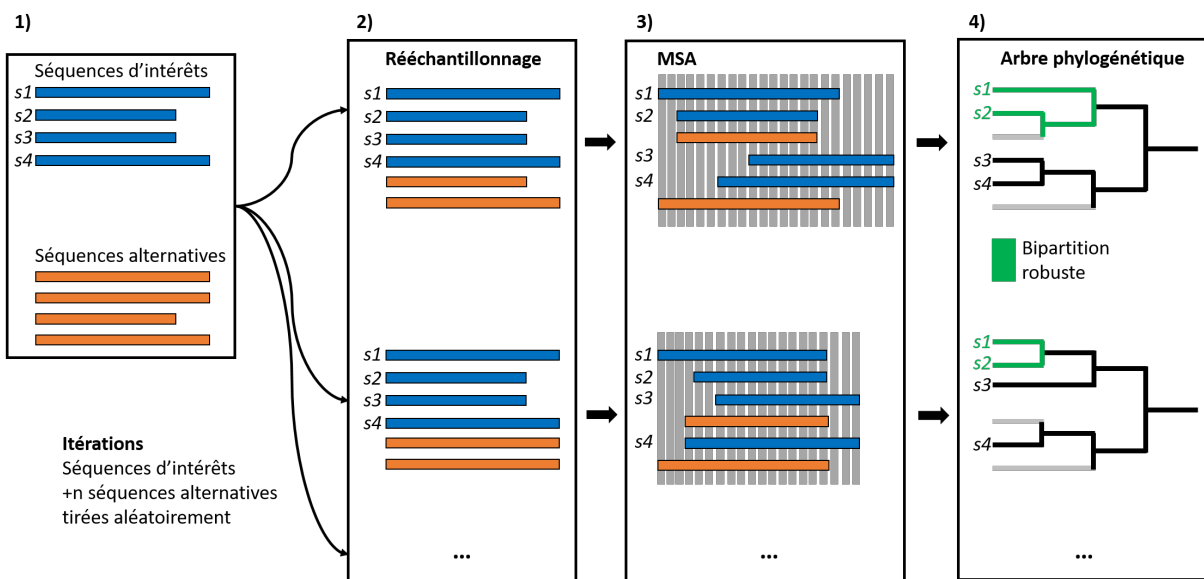 1)
Séquences d'intérêts
s1
s2
s3
s4
Séquences alternatives
Itérations
Séquences d'intérêts
+n séquences alternatives
tirées aléatoirement
2)
Rééchantillonnage
s1
s2
s3
s4
s1
s2
s3
s4
...
3)
MSA
s1
s2
s3
s4
s1
s2
s3
s4
...
4)
Arbre phylogénétique
s1
s2
s3
s4
Bipartition
robuste
s1
s2
s3
s4
...